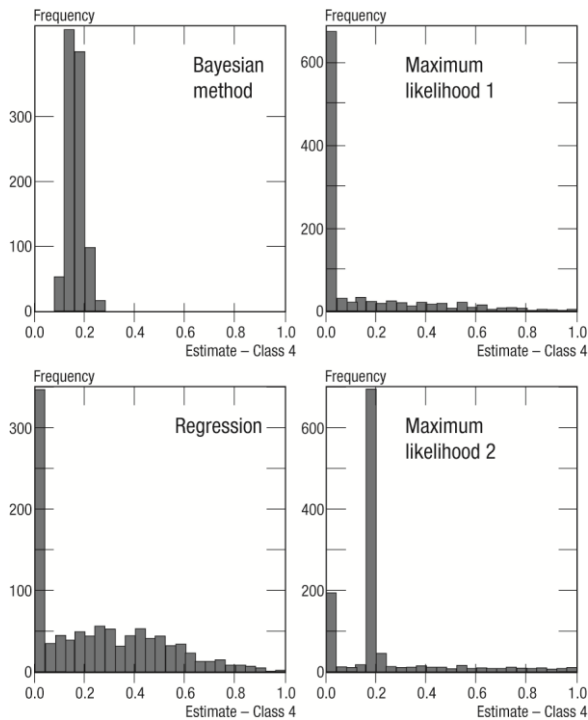 Frequency
Bayesian
method
300
200
100
0
0.0 0.2 0.4 0.6 0.8 1.0
Estimate – Class 4
Frequency
Maximum
likelihood 1
600
400
200
0
0.0 0.2 0.4 0.6 0.8 1.0
Estimate – Class 4
Frequency
Regression
300
200
100
0
0.0 0.2 0.4 0.6 0.8 1.0
Estimate – Class 4
Frequency
Maximum
likelihood 2
600
400
200
0
0.0 0.2 0.4 0.6 0.8 1.0
Estimate – Class 4